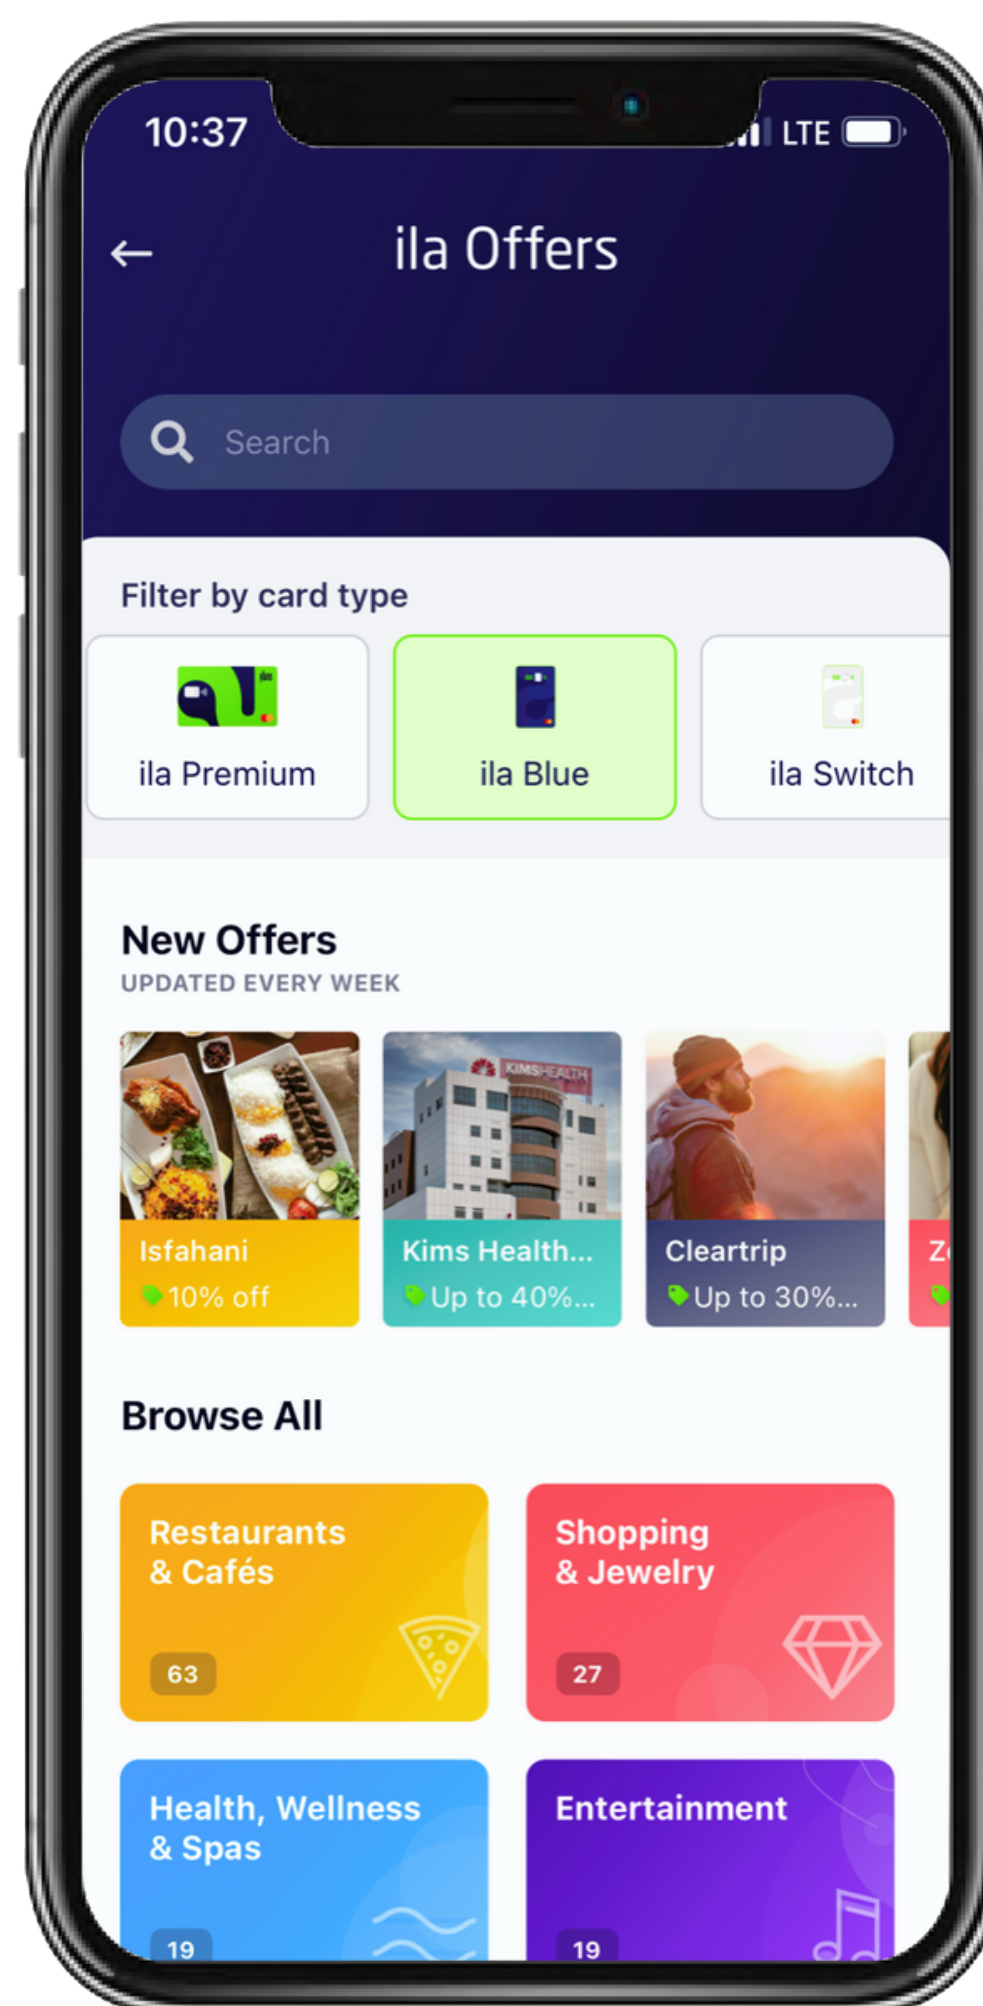 10:37
LTE
ila Offers
Search
Filter by card type
ila Premium
ila Blue
ila Switch
New Offers
UPDATED EVERY WEEK
KIMSHEALTH
Isfahani
10% off
Kims Health...
Up to 40%...
Cleartrip
Up to 30%...
Browse All
Restaurants
& Cafés
63
Shopping
& Jewelry
27
Health, Wellness
& Spas
19
Entertainment
19